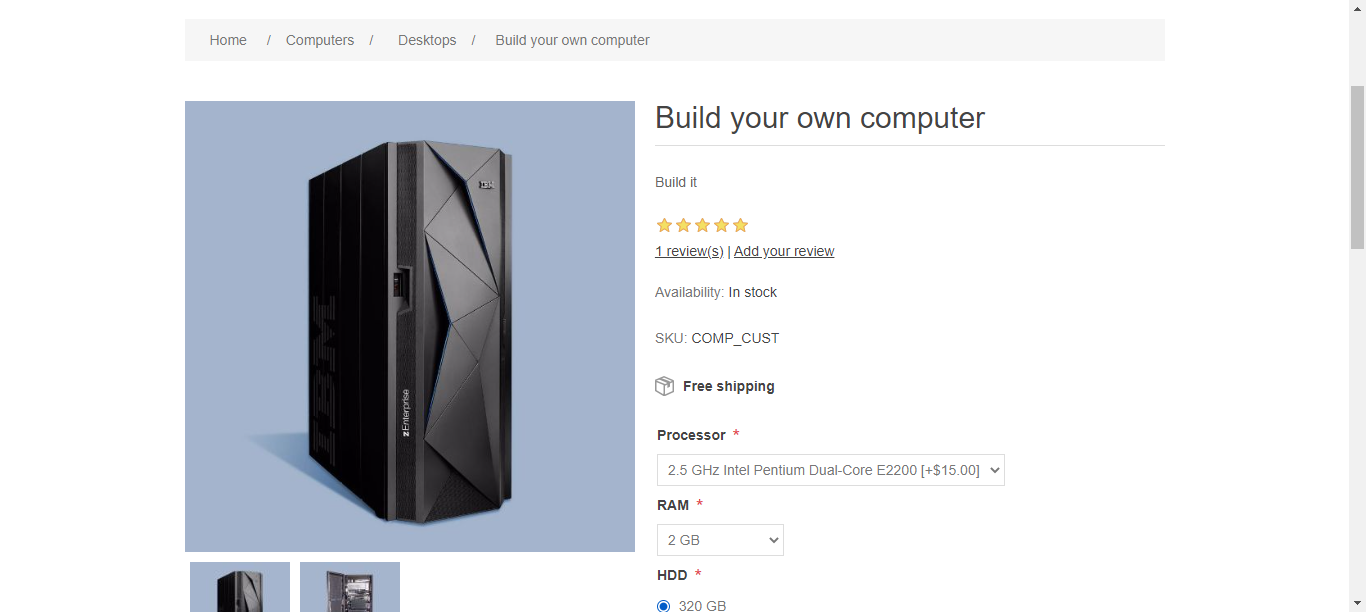 Home / Computers / Desktops / Build your own computer
Build your own computer
Build it
1 review(s) | Add your review
Availability: In stock
SKU: COMP_CUST
Free shipping
Processor *
2.5 GHz Intel Pentium Dual-Core E2200 [+$15.00]
RAM *
2 GB
HDD *
320 GB
IBM
IBM
zEnterprise